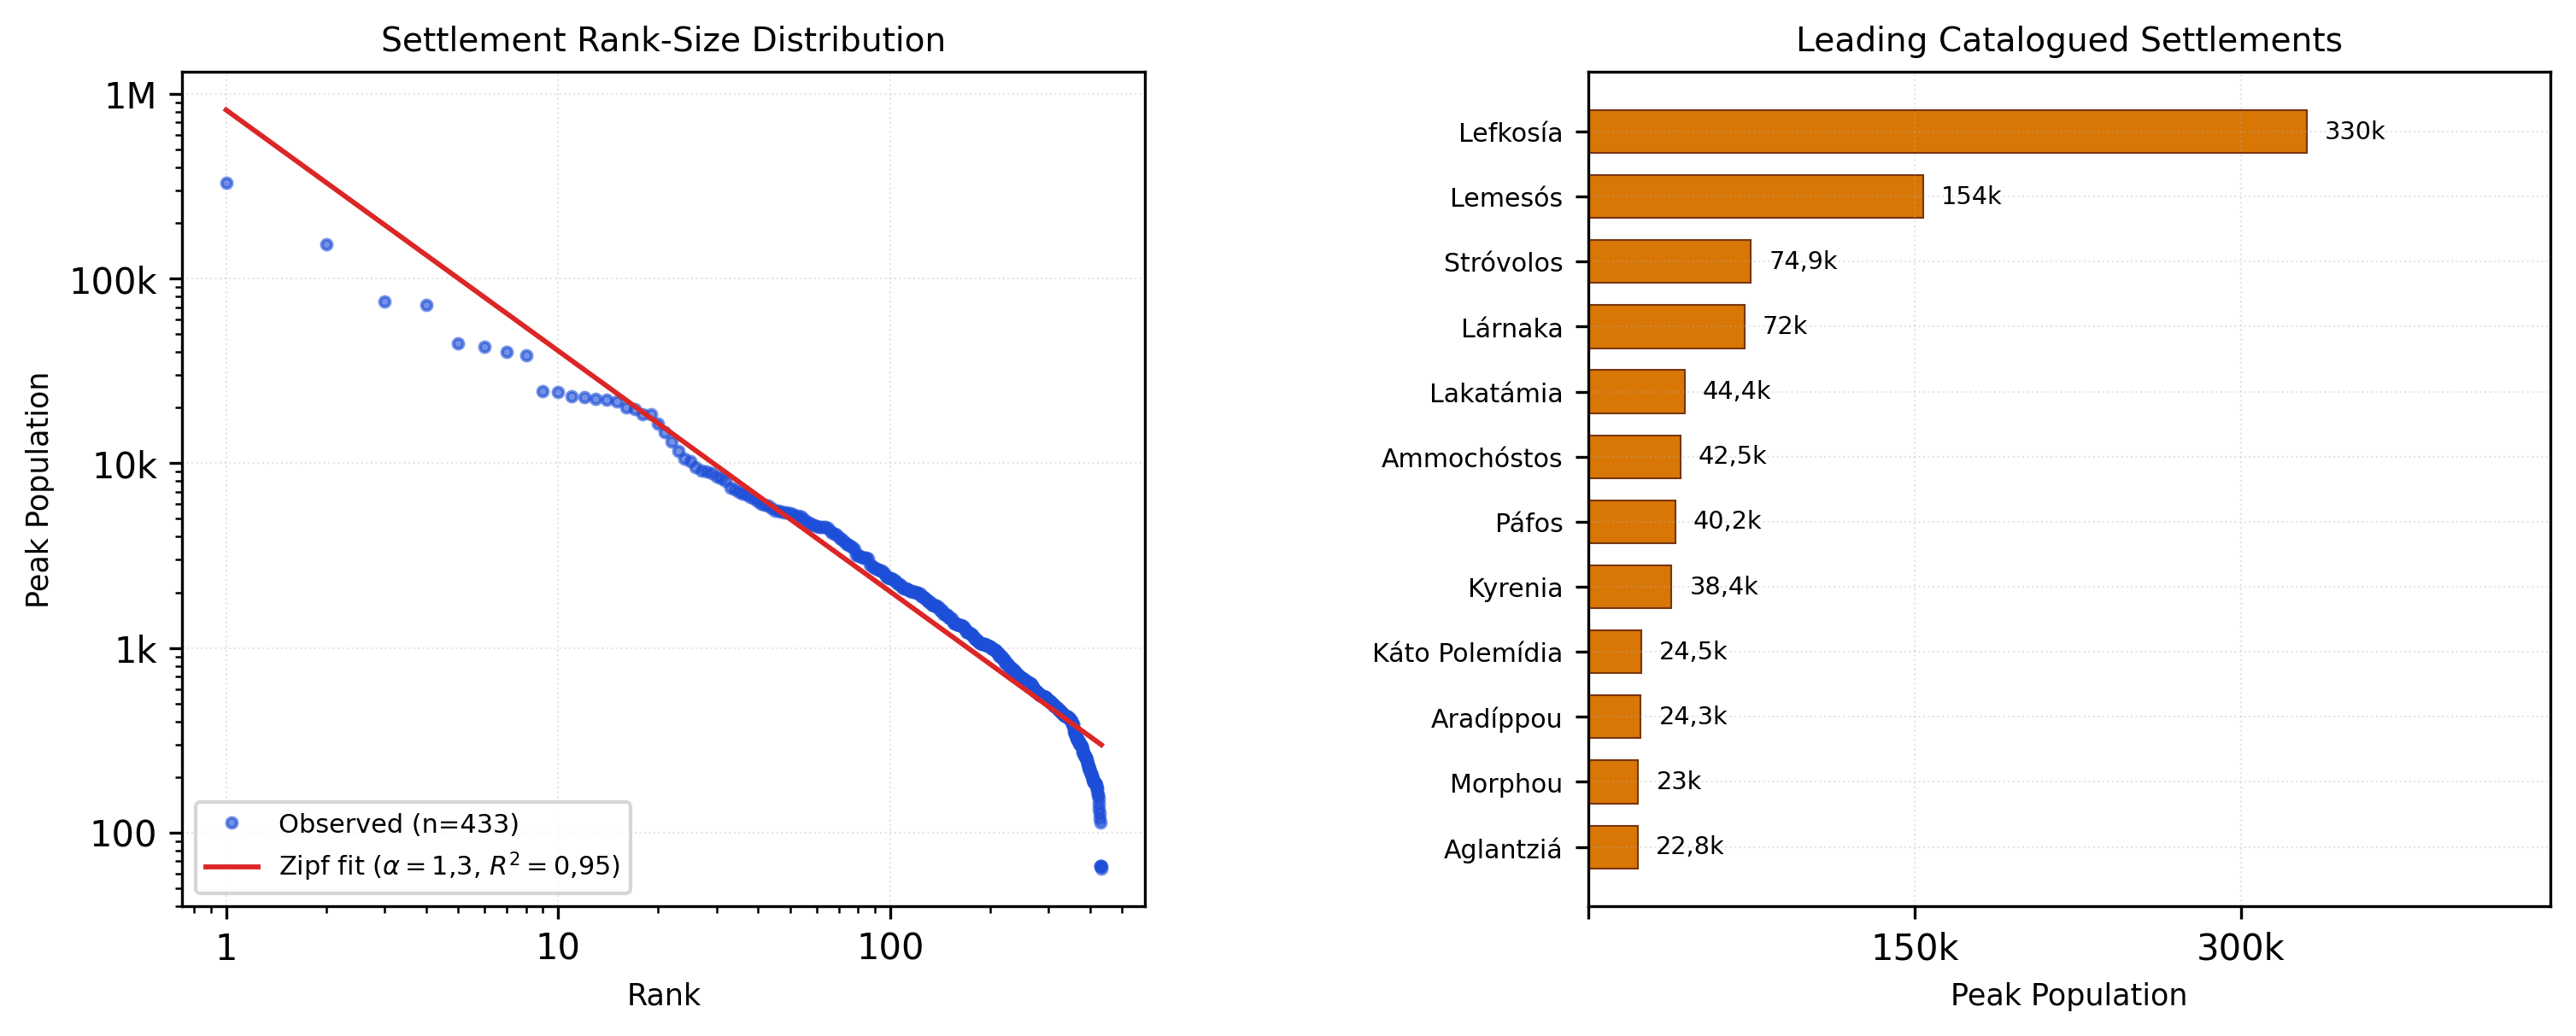 Settlement Rank-Size Distribution
Peak Population
1M
100k
10k
1k
100
Observed (n=433)
Zipf fit (α = 1,3, R² = 0,95)
1
10
100
Rank
Leading Catalogued Settlements
Lefkosía 330k
Lemesós 154k
Stróvolos 74,9k
Lárnaka 72k
Lakatámia 44,4k
Ammochóstos 42,5k
Páfos 40,2k
Kyrenia 38,4k
Káto Polemídia 24,5k
Aradíppou 24,3k
Morphou 23k
Aglantziá 22,8k
150k
300k
Peak Population